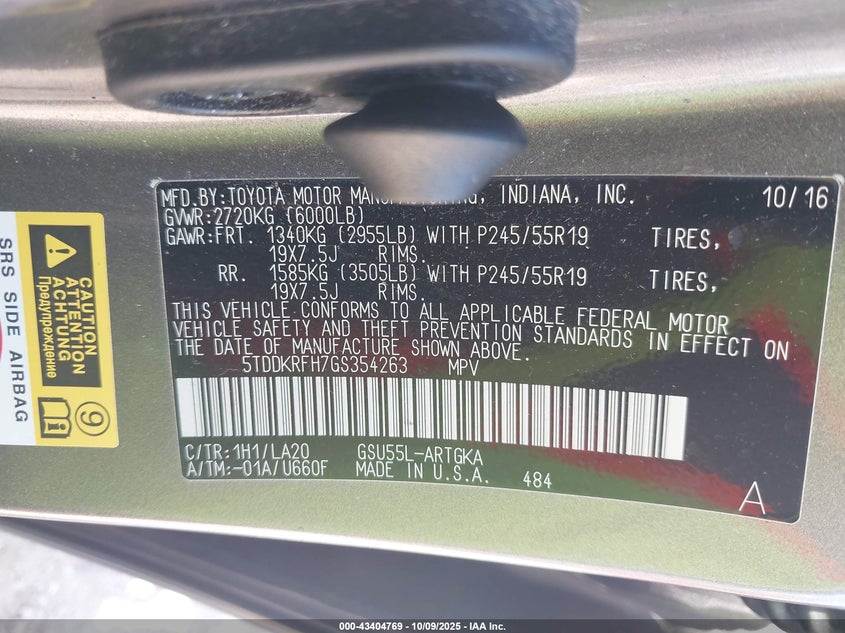 MFD.BY:TOYOTA MOTOR INDIANA, INC. 10/16
GVWR:2720KG (6000LB)
GAWR:FRT. 1340KG (2955LB) WITH P245/55R19 TIRES,
19X7.5J RIMS.
RR. 1585KG (3505LB) WITH P245/55R19 TIRES,
19X7.5J RIMS.
THIS VEHICLE CONFORMS TO ALL APPLICABLE FEDERAL MOTOR
VEHICLE SAFETY AND THEFT PREVENTION STANDARDS IN EFFECT ON
THE DATE OF MANUFACTURE SHOWN ABOVE.
5TDDKRFH7GS354263 MPV
C/TR:1H1/LA20 GSU55L-ARTGKA
A/TM:-01A/U660F MADE IN U.S.A. 484
A
CAUTION
ATTENTION
ACHTUNG
Предупреждение
9
SRS SIDE AIRBAG
000-43404769 - 10/09/2025 - IAA Inc.